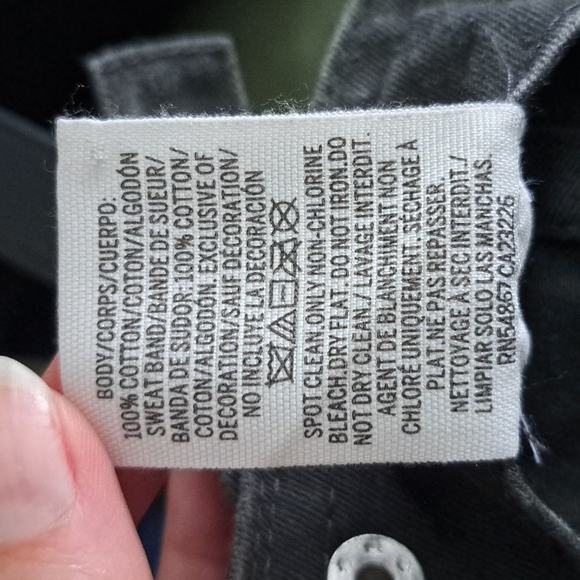 BODY/CORPS/CUERPO:
100% COTTON/COTON/ALGODÓN
SWEAT BAND/BANDE DE SUEUR/
BANDA DE SUDOR: 100% COTTON/
COTON/ALGODÓN EXCLUSIVE OF
DECORATION/SAUF DECORATION/
NO INCLUYE LA DECORACIÓN
SPOT CLEAN.ONLY NON-CHLORINE
BLEACH.DRY FLAT. DO NOT IRON.DO
NOT DRY CLEAN / LAVAGE INTERDIT.
AGENT DE BLANCHIMENT NON
CHLORÉ UNIQUEMENT. SÉCHAGE À
PLAT.NE PAS REPASSER.
NETTOYAGE À SEC INTERDIT./
LIMPIAR SOLO LAS MANCHAS.
RN54867 CA23225